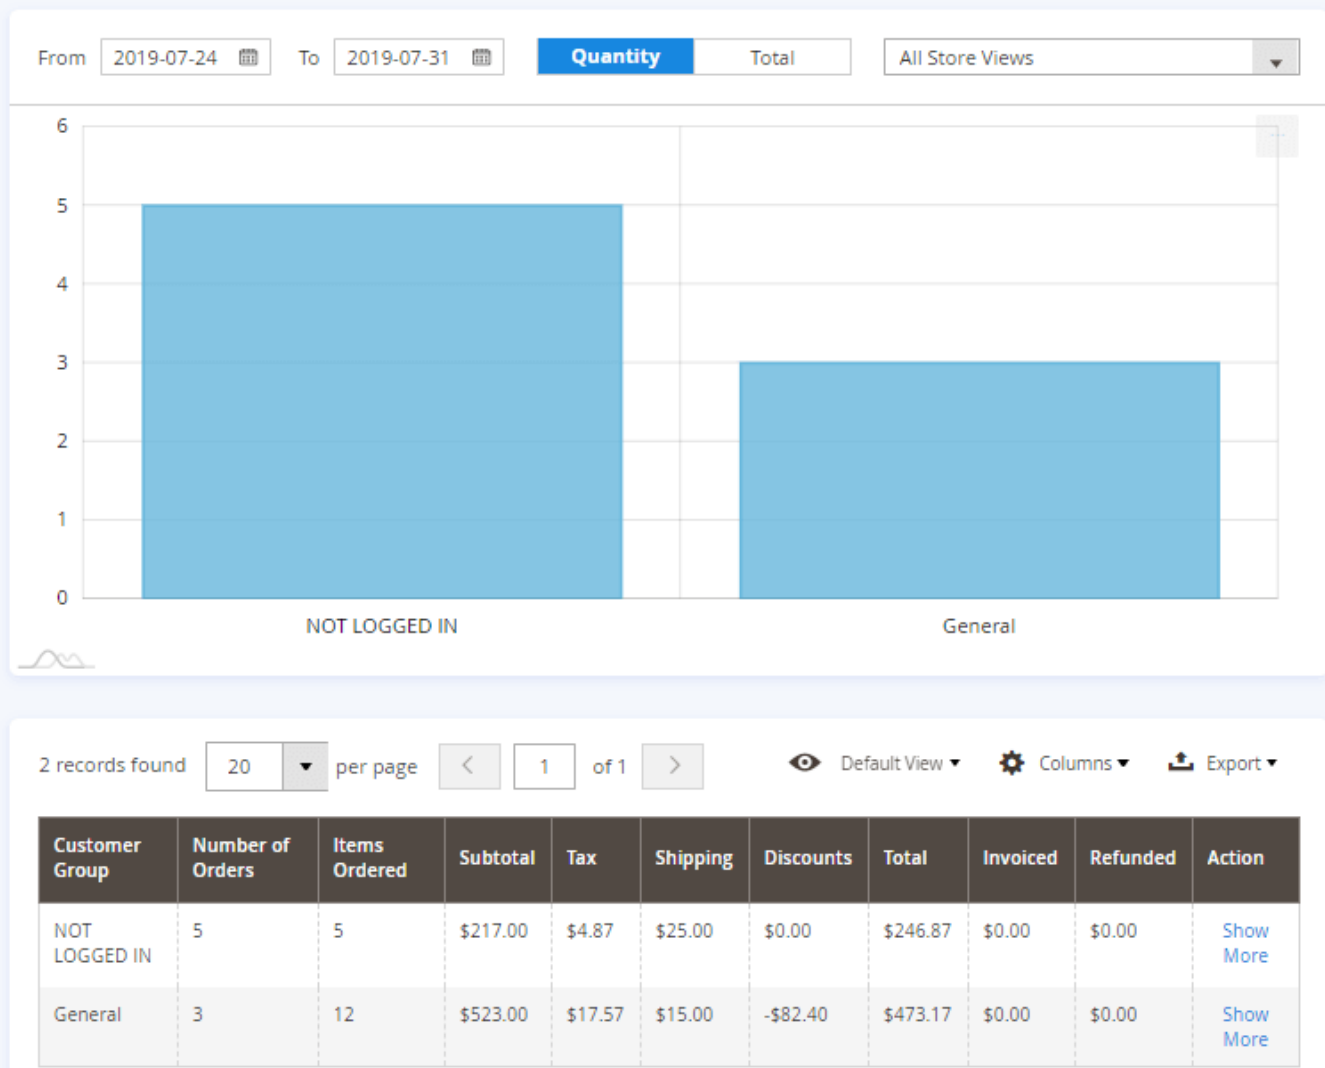 From 2019-07-24 To 2019-07-31 Quantity Total All Store Views
6
5
4
3
2
1
0
NOT LOGGED IN General
2 records found 20 per page 1 of 1 Default View Columns Export
Customer Group Number of Orders Items Ordered Subtotal Tax Shipping Discounts Total Invoiced Refunded Action
NOT LOGGED IN 5 5 $217.00 $4.87 $25.00 $0.00 $246.87 $0.00 $0.00 Show More
General 3 12 $523.00 $17.57 $15.00 -$82.40 $473.17 $0.00 $0.00 Show More